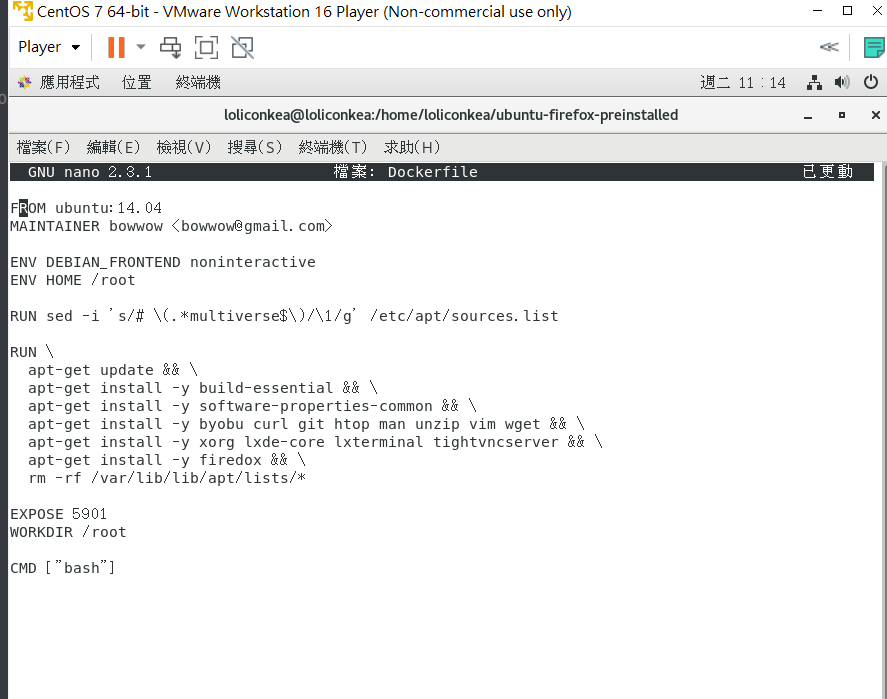 CentOS 7 64-bit - VMware Workstation 16 Player (Non-commercial use only)
Player
應用程式 位置 終端機 週二 11：14
loliconkea@loliconkea:/home/loliconkea/ubuntu-firefox-preinstalled
檔案(F) 編輯(E) 檢視(V) 搜尋(S) 終端機(T) 求助(H)
GNU nano 2.3.1 檔案: Dockerfile 已更動
FROM ubuntu:14.04
MAINTAINER bowwow <bowwow@gmail.com>
ENV DEBIAN_FRONTEND noninteractive
ENV HOME /root
RUN sed -i 's/# \(.*multiverse$\)/\1/g' /etc/apt/sources.list
RUN \
apt-get update && \
apt-get install -y build-essential && \
apt-get install -y software-properties-common && \
apt-get install -y byobu curl git htop man unzip vim wget && \
apt-get install -y xorg lxde-core lxterminal tightvncserver && \
apt-get install -y firedox && \
rm -rf /var/lib/lib/apt/lists/*
EXPOSE 5901
WORKDIR /root
CMD ["bash"]